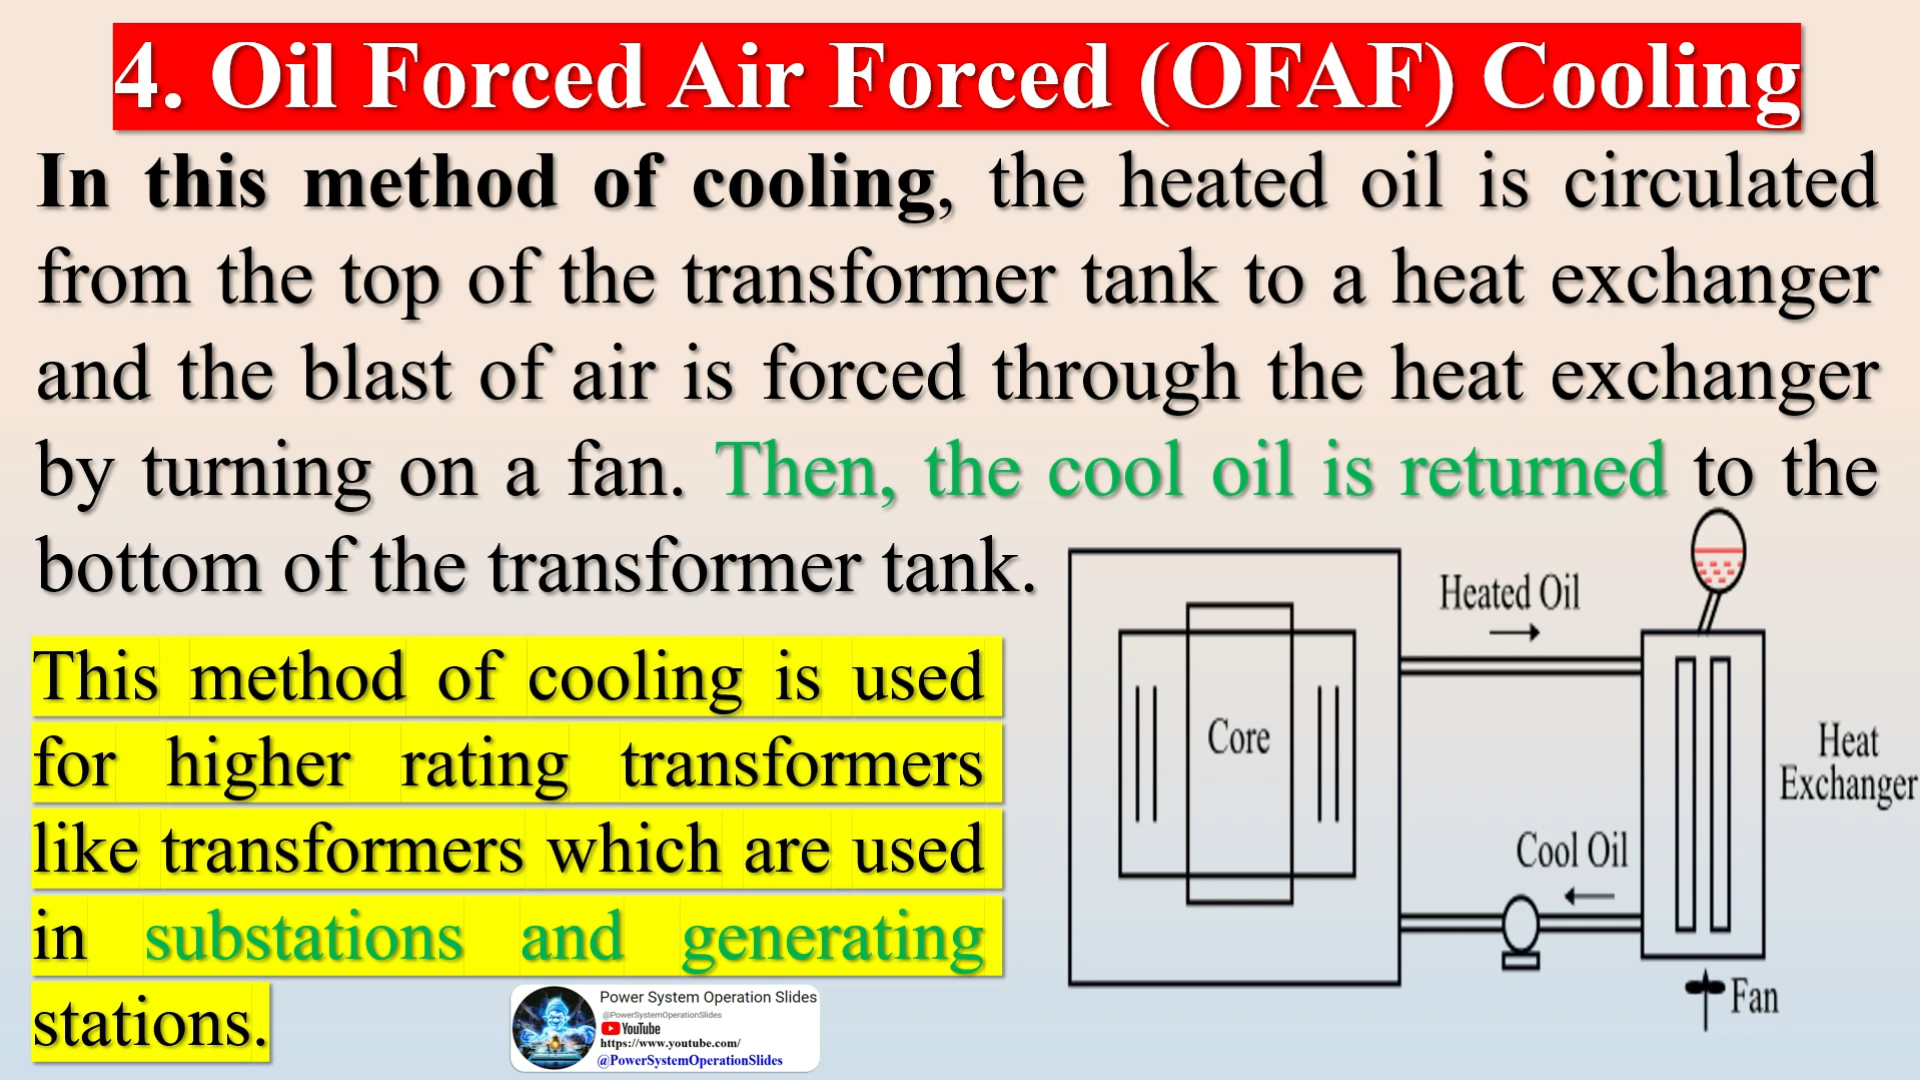 4. Oil Forced Air Forced (OFAF) Cooling
In this method of cooling, the heated oil is circulated
from the top of the transformer tank to a heat exchanger
and the blast of air is forced through the heat exchanger
by turning on a fan. Then, the cool oil is returned to the
bottom of the transformer tank.
This method of cooling is used
for higher rating transformers
like transformers which are used
in substations and generating
stations.
Heated Oil
Core
Heat
Exchanger
Cool Oil
Fan
Power System Operation Slides
@PowerSystemOperationSlides
YouTube
https://www.youtube.com/
@PowerSystemOperationSlides